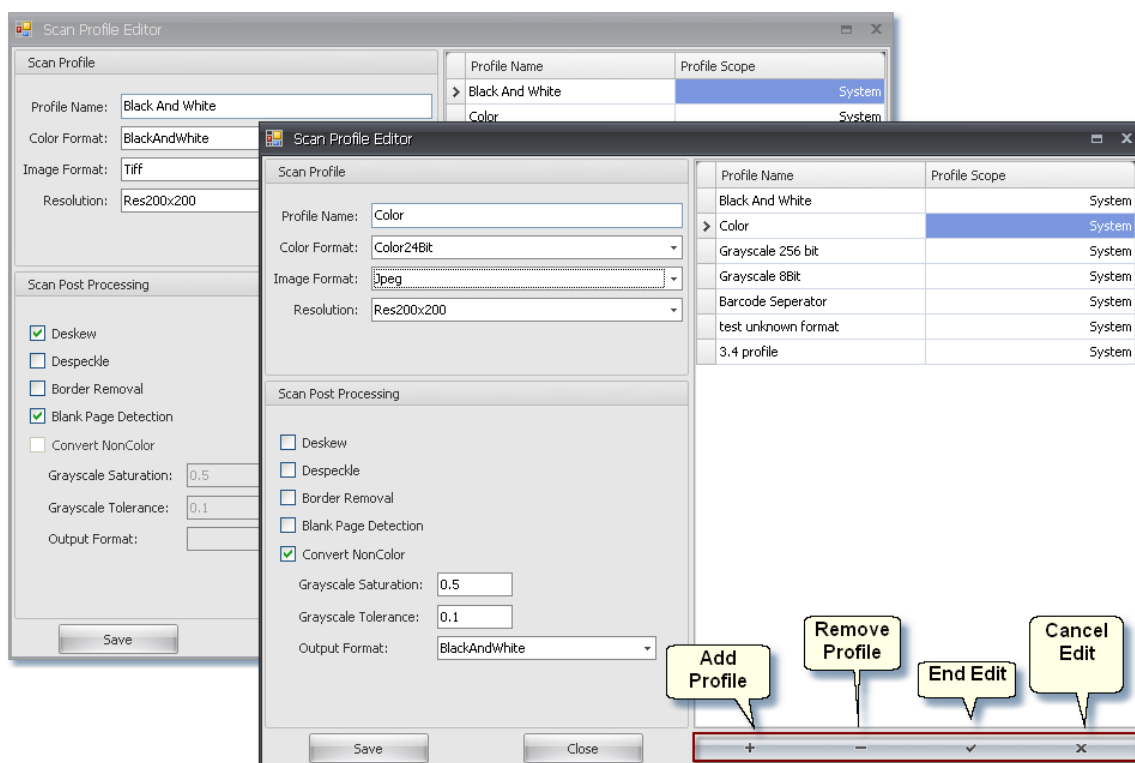 Scan Profile Editor
Scan Profile
Profile Name: Black And White
Color Format: BlackAndWhite
Image Format: Tiff
Resolution: Res200x200
Profile Name Profile Scope
Black And White System
Color System
Scan Post Processing
Deskew
Despeckle
Border Removal
Blank Page Detection
Convert NonColor
Grayscale Saturation: 0.5
Grayscale Tolerance: 0.1
Output Format:
Save
Scan Profile Editor
Scan Profile
Profile Name: Color
Color Format: Color24Bit
Image Format: Jpeg
Resolution: Res200x200
Profile Name Profile Scope
Black And White System
Color System
Grayscale 256 bit System
Grayscale 8Bit System
Barcode Seperator System
test unknown format System
3.4 profile System
Scan Post Processing
Deskew
Despeckle
Border Removal
Blank Page Detection
Convert NonColor
Grayscale Saturation: 0.5
Grayscale Tolerance: 0.1
Output Format: BlackAndWhite
Save Close
Add
Profile
Remove
Profile
End Edit
Cancel
Edit